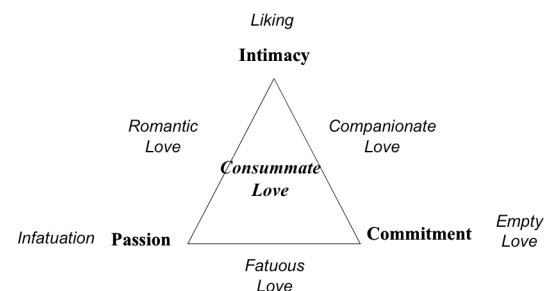 Liking
Intimacy
Romantic
Love
Companionate
Love
Consummate
Love
Infatuation
Passion
Commitment
Empty
Love
Fatuous
Love